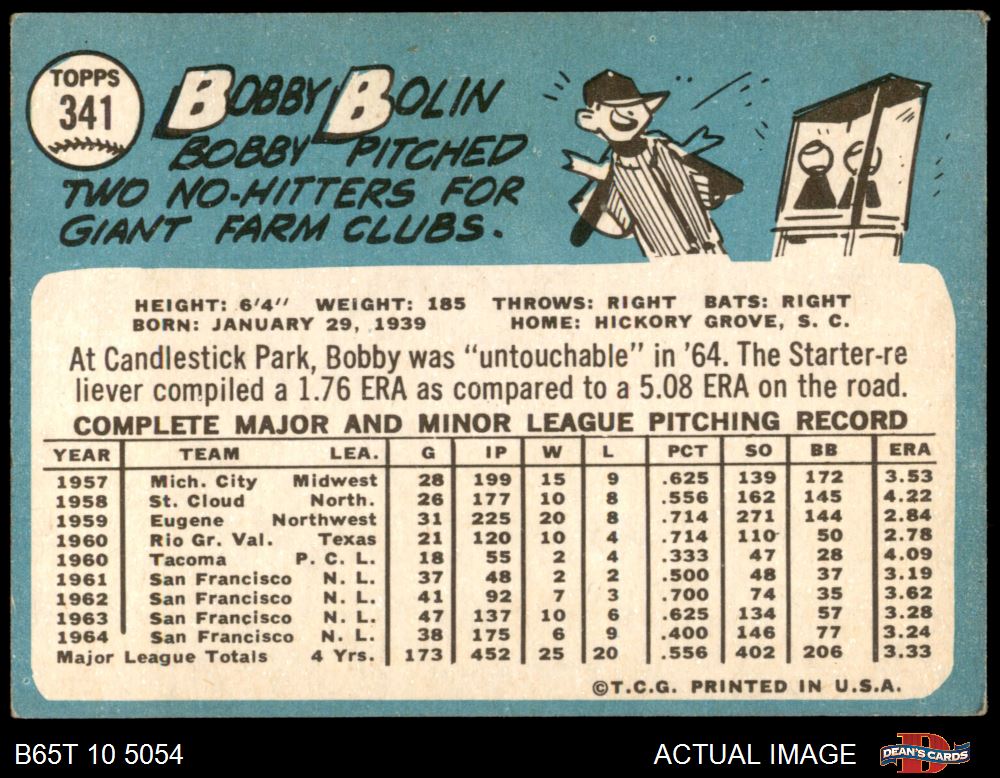 TOPPS
341
BOBBY BOLIN
BOBBY PITCHED
TWO NO-HITTERS FOR
GIANT FARM CLUBS.
HEIGHT: 6'4" WEIGHT: 185 THROWS: RIGHT BATS: RIGHT
BORN: JANUARY 29, 1939 HOME: HICKORY GROVE, S. C.
At Candlestick Park, Bobby was "untouchable" in '64. The Starter-re
liever compiled a 1.76 ERA as compared to a 5.08 ERA on the road.
COMPLETE MAJOR AND MINOR LEAGUE PITCHING RECORD
YEAR TEAM LEA. G IP W L PCT SO BB ERA
1957 Mich. City Midwest 28 199 15 9 .625 139 172 3.53
1958 St. Cloud North. 26 177 10 8 .556 162 145 4.22
1959 Eugene Northwest 31 225 20 8 .714 271 144 2.84
1960 Rio Gr. Val. Texas 21 120 10 4 .714 110 50 2.78
1960 Tacoma P. C. L. 18 55 2 4 .333 47 28 4.09
1961 San Francisco N. L. 37 48 2 2 .500 48 37 3.19
1962 San Francisco N. L. 41 92 7 3 .700 74 35 3.62
1963 San Francisco N. L. 47 137 10 6 .625 134 57 3.28
1964 San Francisco N. L. 38 175 6 9 .400 146 77 3.24
Major League Totals 4 Yrs. 173 452 25 20 .556 402 206 3.33
©T.C.G. PRINTED IN U.S.A.
B65T 10 5054 ACTUAL IMAGE D DEAN'S CARDS